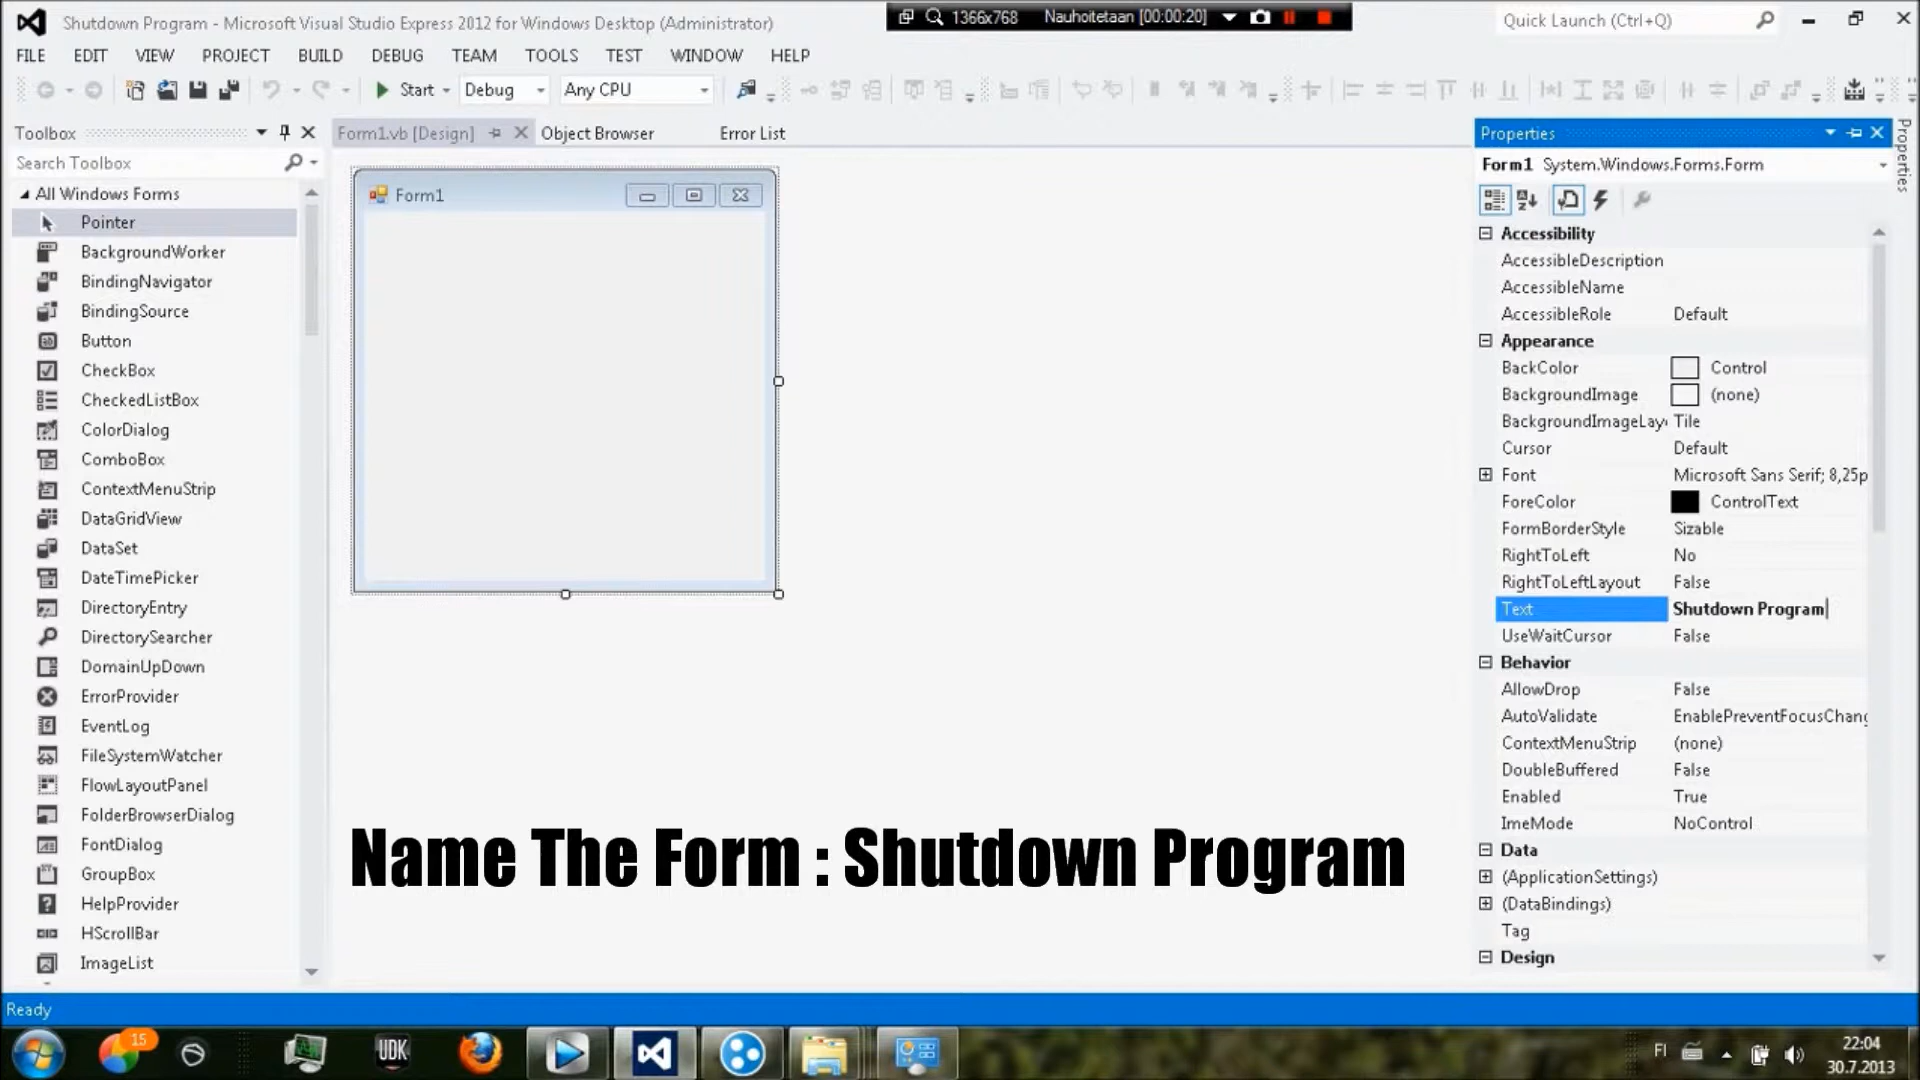 Shutdown Program - Microsoft Visual Studio Express 2012 for Windows Desktop (Administrator)
1366x768 Nauhoitetaan [00:00:20]
Quick Launch (Ctrl+Q)
FILE EDIT VIEW PROJECT BUILD DEBUG TEAM TOOLS TEST WINDOW HELP
Start Debug Any CPU
Toolbox
Search Toolbox
All Windows Forms
Pointer
BackgroundWorker
BindingNavigator
BindingSource
Button
CheckBox
CheckedListBox
ColorDialog
ComboBox
ContextMenuStrip
DataGridView
DataSet
DateTimePicker
DirectoryEntry
DirectorySearcher
DomainUpDown
ErrorProvider
EventLog
FileSystemWatcher
FlowLayoutPanel
FolderBrowserDialog
FontDialog
GroupBox
HelpProvider
HScrollBar
ImageList
Form1.vb [Design] Object Browser Error List
Form1
Name The Form : Shutdown Program
Properties
Properties
Form1 System.Windows.Forms.Form
Accessibility
AccessibleDescription
AccessibleName
AccessibleRole Default
Appearance
BackColor Control
BackgroundImage (none)
BackgroundImageLay Tile
Cursor Default
Font Microsoft Sans Serif; 8,25p
ForeColor ControlText
FormBorderStyle Sizable
RightToLeft No
RightToLeftLayout False
Text Shutdown Program
UseWaitCursor False
Behavior
AllowDrop False
AutoValidate EnablePreventFocusChang
ContextMenuStrip (none)
DoubleBuffered False
Enabled True
ImeMode NoControl
Data
(ApplicationSettings)
(DataBindings)
Tag
Design
Ready
15
UDK
FI
22:04
30.7.2013